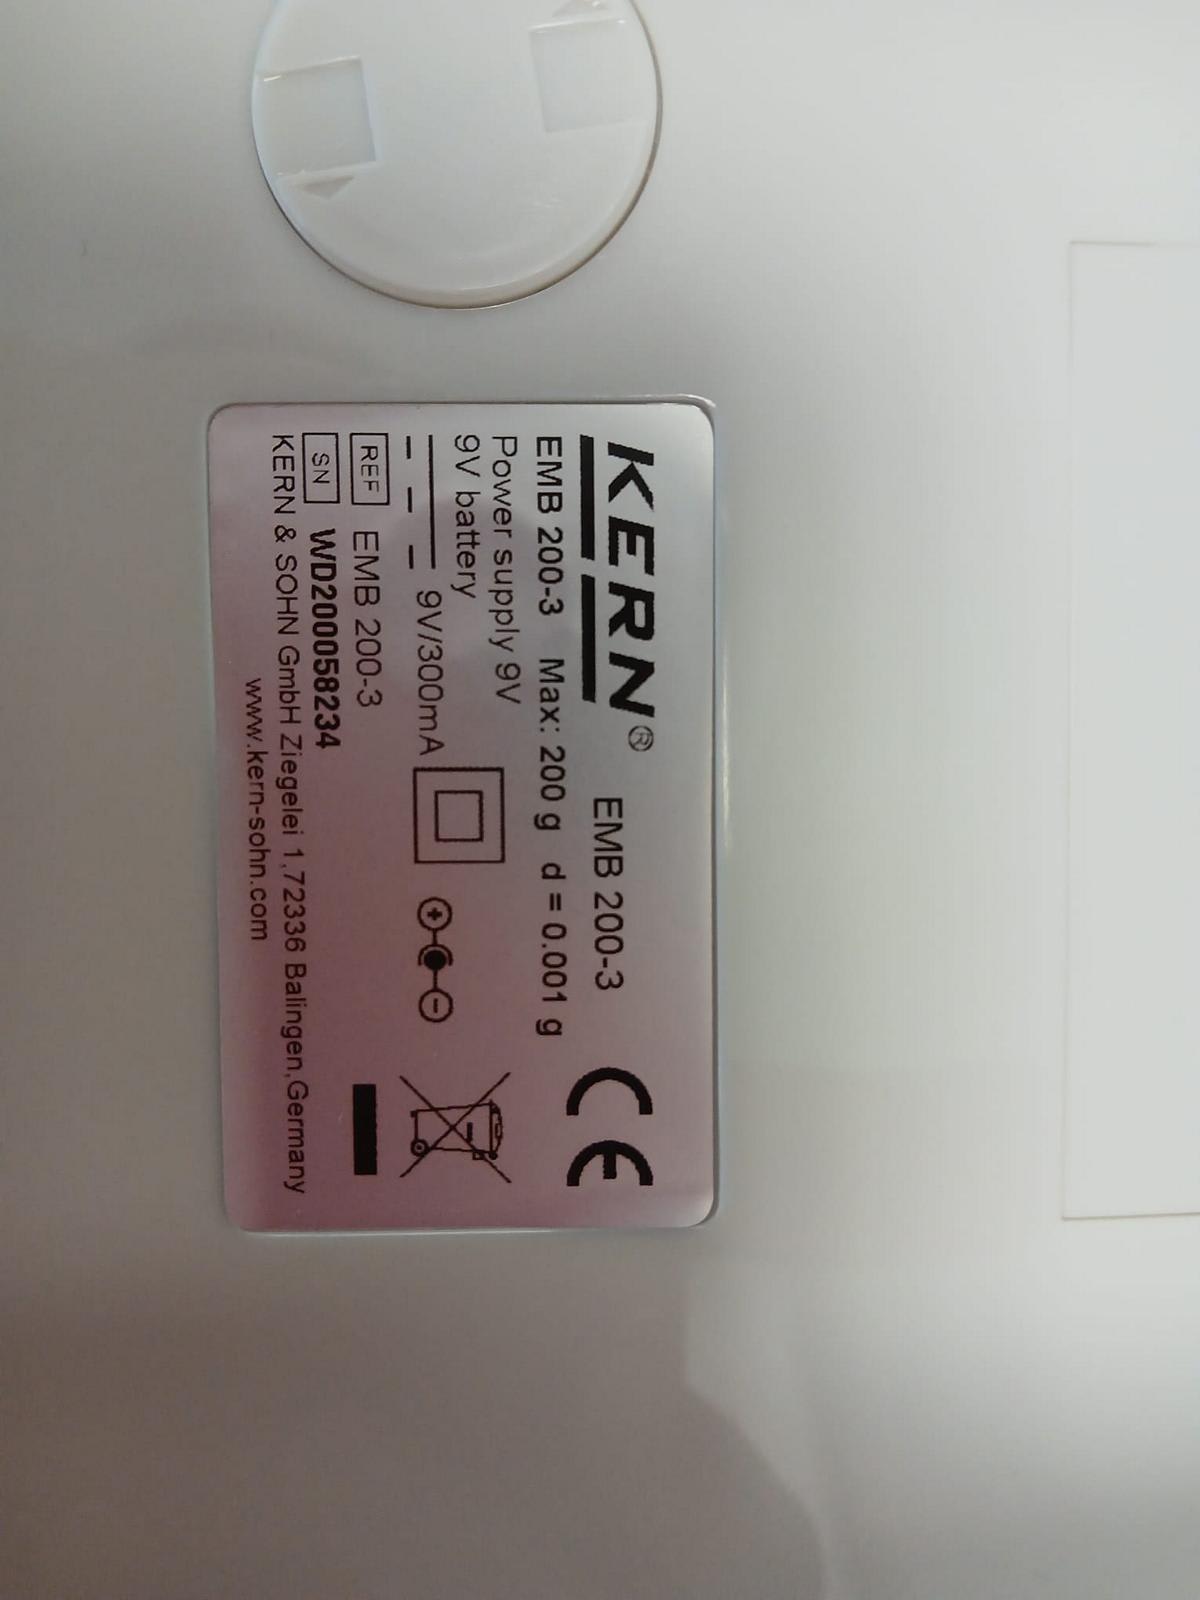 KERN® EMB 200-3 CE
EMB 200-3 Max: 200 g d = 0.001 g
Power supply 9V
9V battery
9V/300mA
REF EMB 200-3
SN WD200058234
KERN & SOHN GmbH Ziegelei 1,72336 Balingen,Germany
www.kern-sohn.com